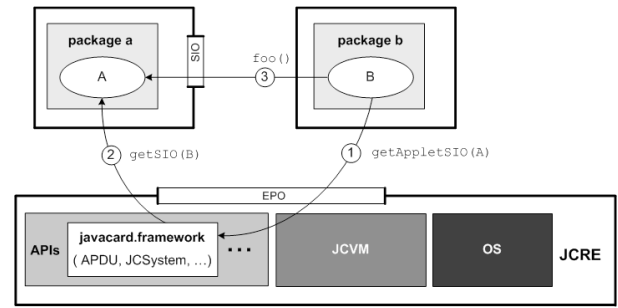 package a
A
SIO
foo()
3
package b
B
2
getSIO(B)
1
getAppletSIO(A)
EPO
APIs
javacard.framework
( APDU, JCSystem, ...)
...
JCVM
OS
JCRE